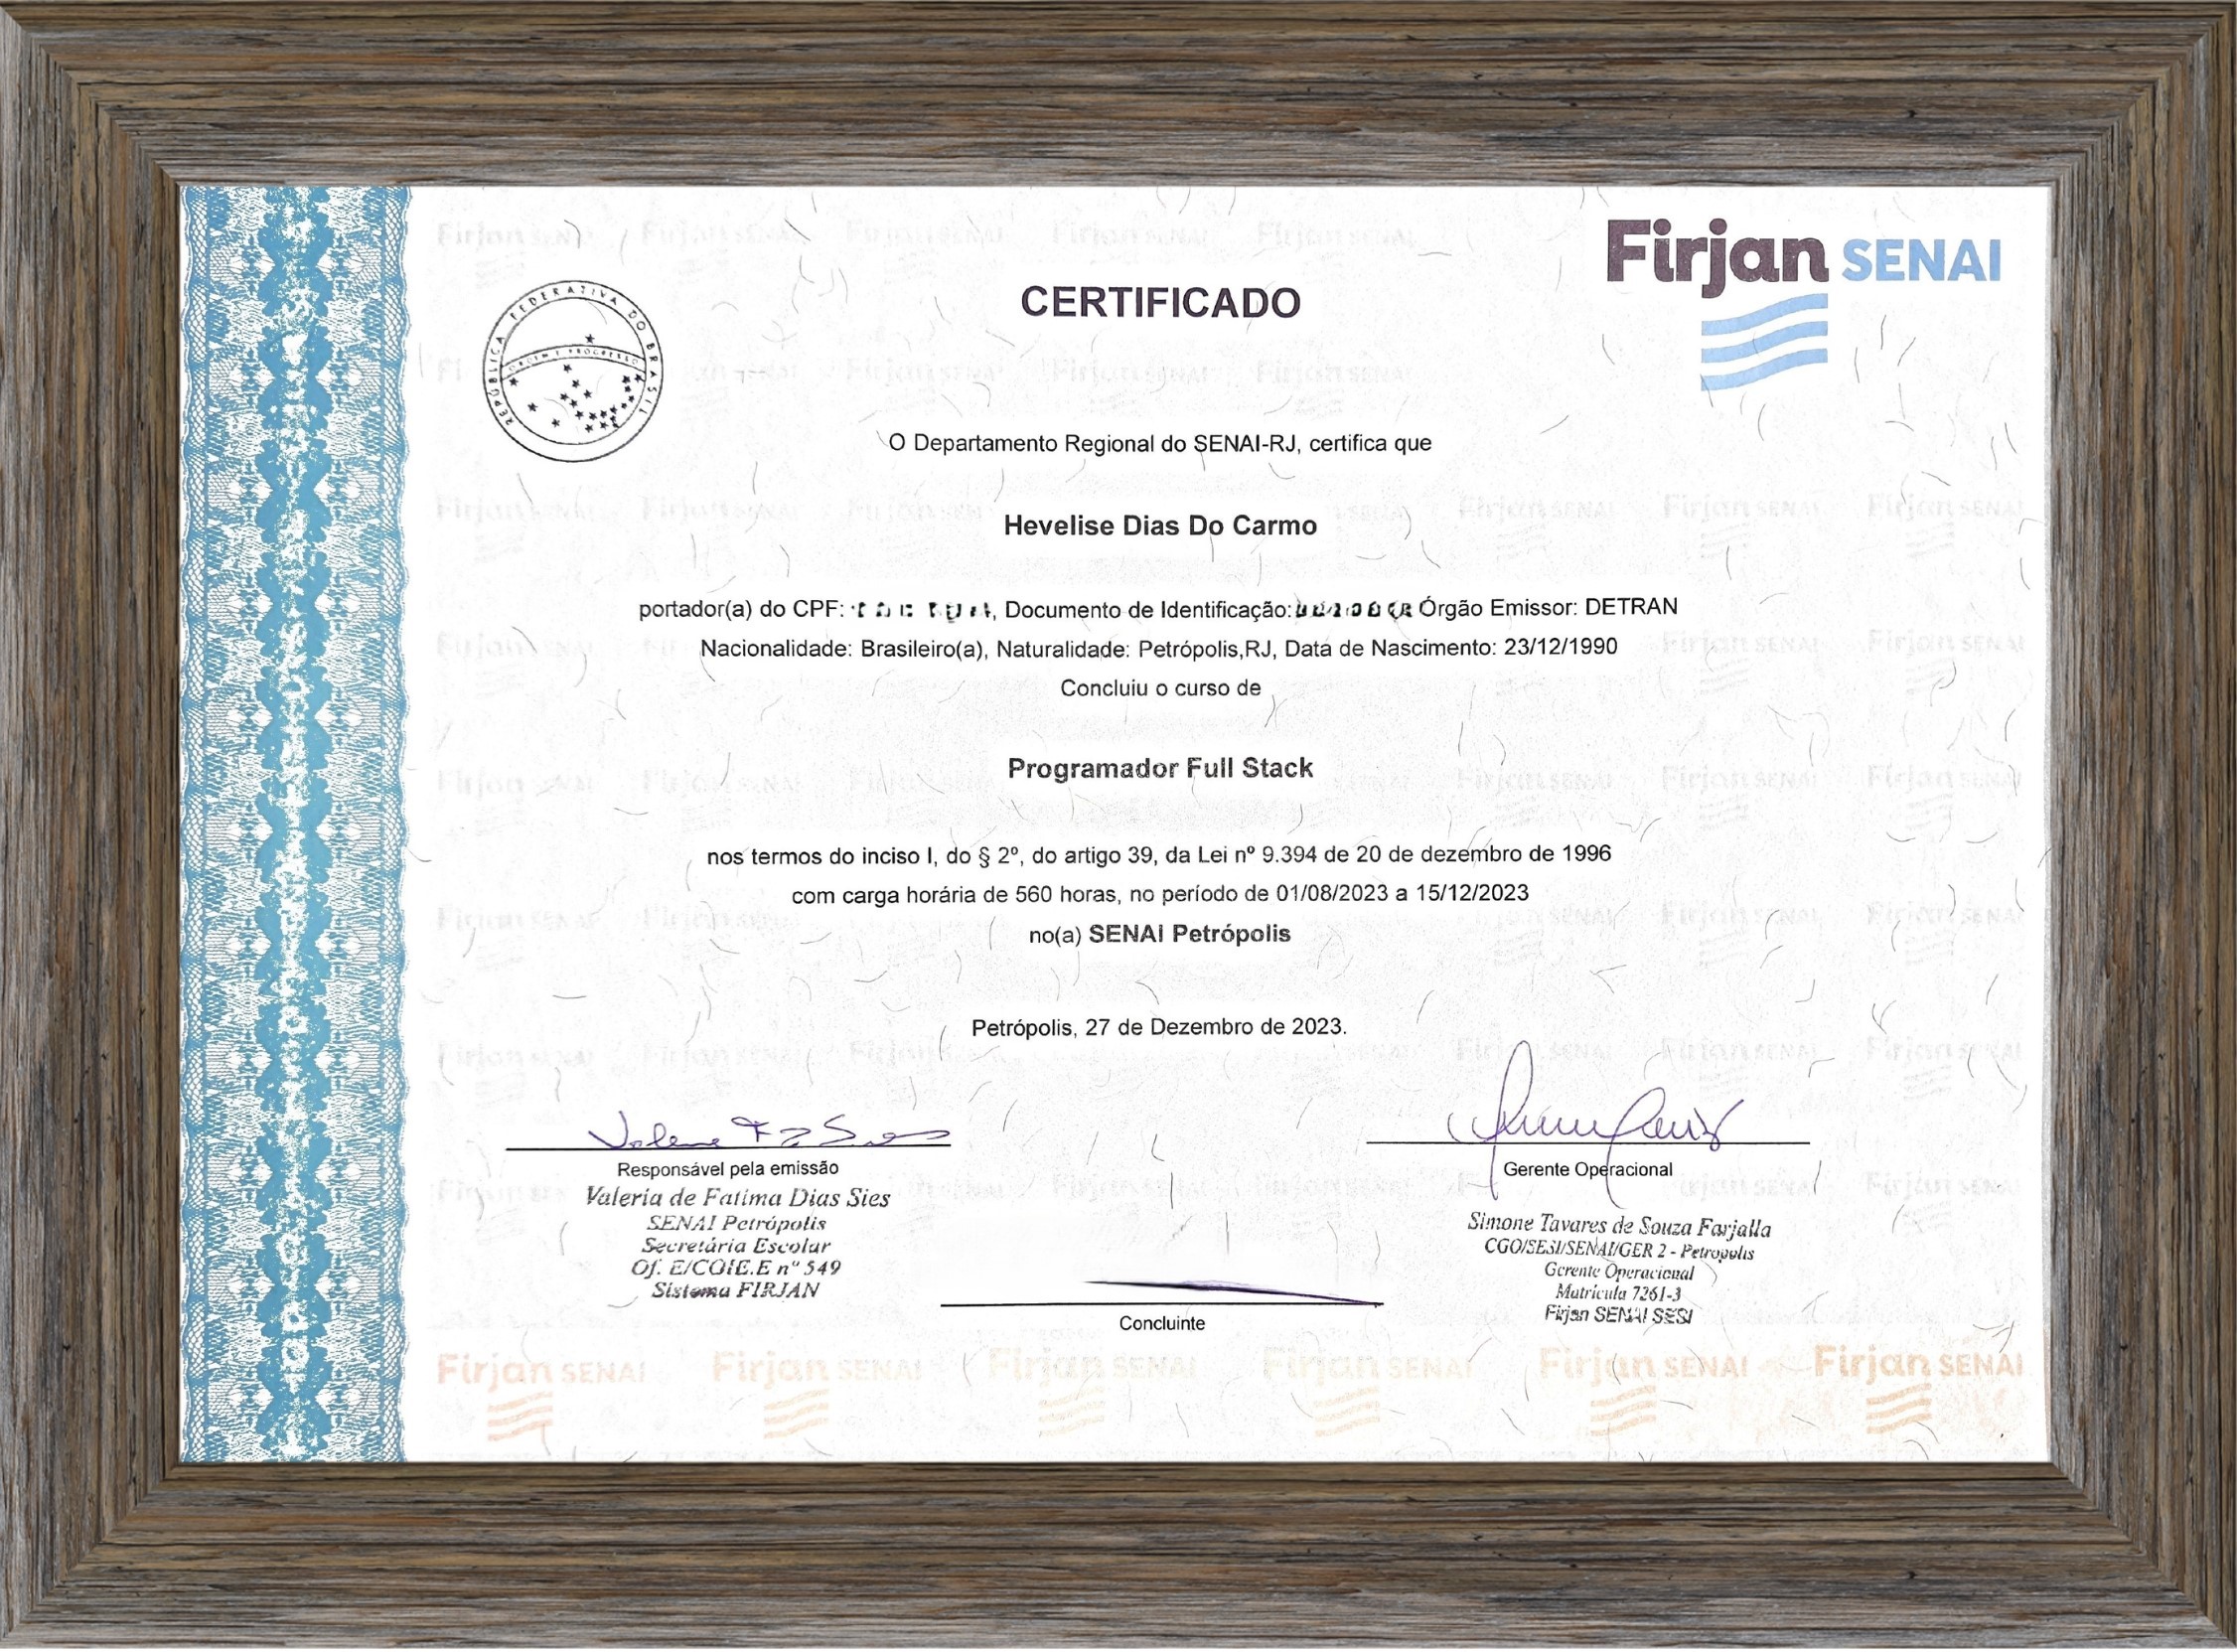 Firjan SENAI
CERTIFICADO
REPÚBLICA FEDERATIVA DO BRASIL
ORDEM E PROGRESSO
O Departamento Regional do SENAI-RJ, certifica que
Hevelise Dias Do Carmo
portador(a) do CPF: , Documento de Identificação: Órgão Emissor: DETRAN
Nacionalidade: Brasileiro(a), Naturalidade: Petrópolis,RJ, Data de Nascimento: 23/12/1990
Concluiu o curso de
Programador Full Stack
nos termos do inciso I, do § 2º, do artigo 39, da Lei nº 9.394 de 20 de dezembro de 1996
com carga horária de 560 horas, no período de 01/08/2023 a 15/12/2023
no(a) SENAI Petrópolis
Petrópolis, 27 de Dezembro de 2023.
Responsável pela emissão
Valeria de Fatima Dias Sies
SENAI Petrópolis
Secretária Escolar
Of. E/COIE.E nº 549
Sistema FIRJAN
Gerente Operacional
Simone Tavares de Souza Farjalla
CGO/SESI/SENAI/GER 2 - Petropolis
Gerente Operacional
Matrícula 7261-3
Firjan SENAI SESI
Concluinte
Firjan SENAI Firjan SENAI Firjan SENAI Firjan SENAI Firjan SENAI Firjan SENAI